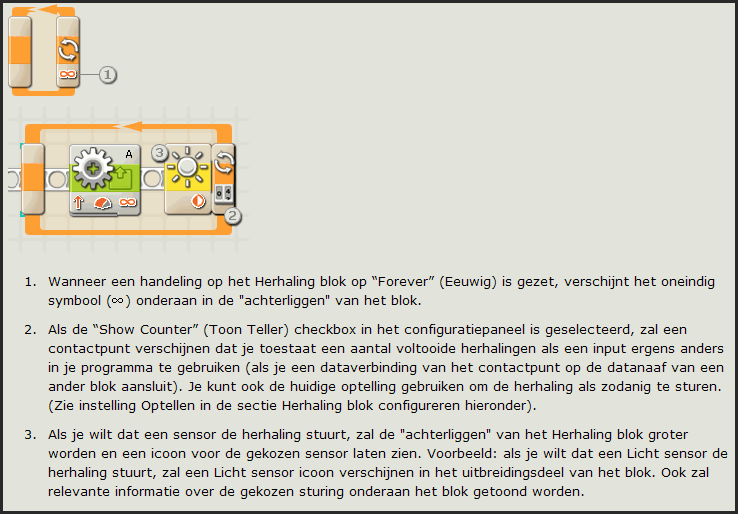 1
A
3
2
1. Wanneer een handeling op het Herhaling blok op “Forever” (Eeuwig) is gezet, verschijnt het oneindig
symbool (∞) onderaan in de "achterliggen" van het blok.
2. Als de “Show Counter” (Toon Teller) checkbox in het configuratiepaneel is geselecteerd, zal een
contactpunt verschijnen dat je toestaat een aantal voltooide herhalingen als een input ergens anders
in je programma te gebruiken (als je een dataverbinding van het contactpunt op de datanaaf van een
ander blok aansluit). Je kunt ook de huidige optelling gebruiken om de herhaling als zodanig te sturen.
(Zie instelling Optellen in de sectie Herhaling blok configureren hieronder).
3. Als je wilt dat een sensor de herhaling stuurt, zal de "achterliggen" van het Herhaling blok groter
worden en een icoon voor de gekozen sensor laten zien. Voorbeeld: als je wilt dat een Licht sensor de
herhaling stuurt, zal een Licht sensor icoon verschijnen in het uitbreidingsdeel van het blok. Ook zal
relevante informatie over de gekozen sturing onderaan het blok getoond worden.